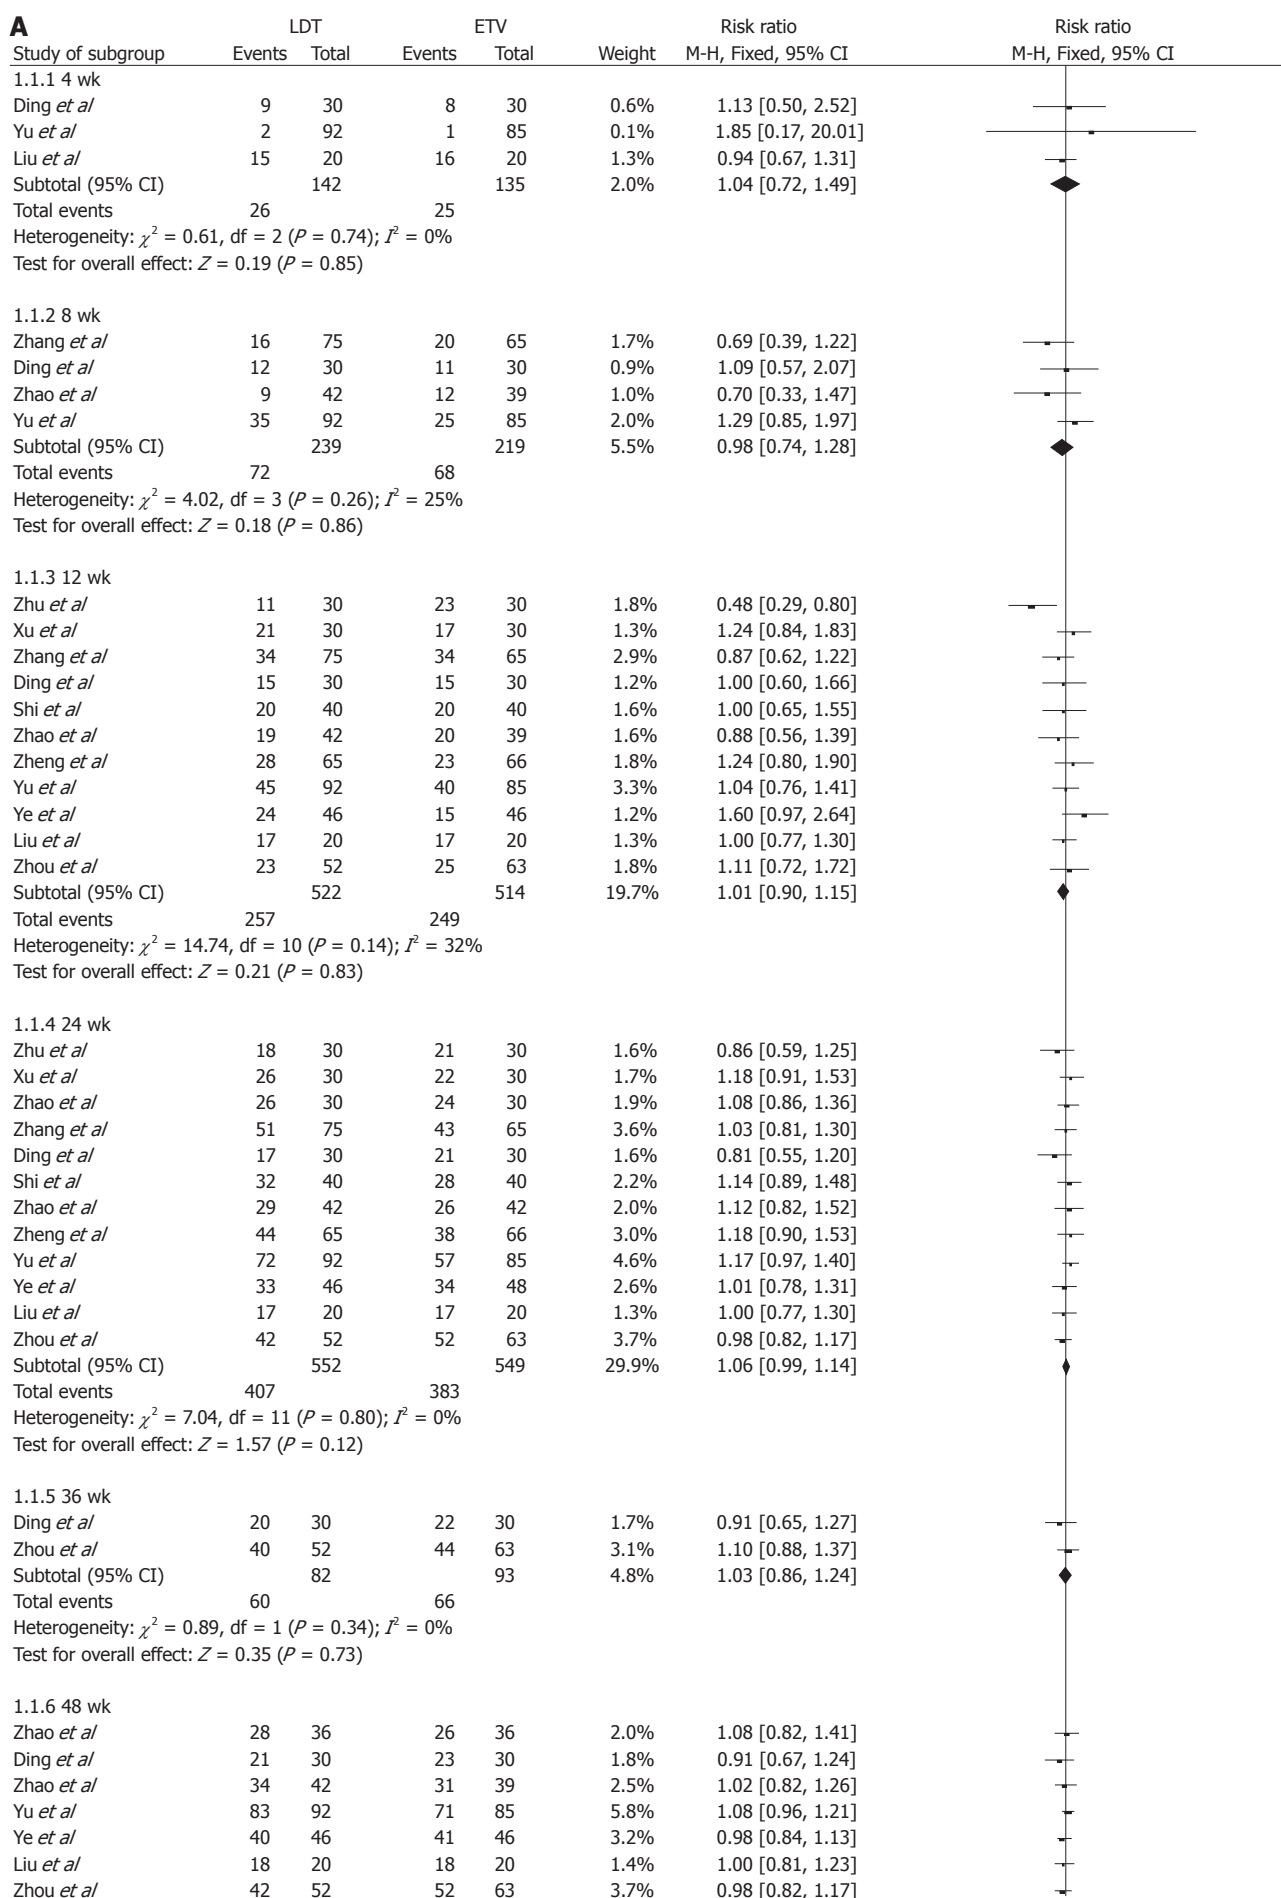 A
LDT ETV Risk ratio Risk ratio
Study of subgroup Events Total Events Total Weight M-H, Fixed, 95% CI M-H, Fixed, 95% CI
1.1.1 4 wk
Ding et al 9 30 8 30 0.6% 1.13 [0.50, 2.52]
Yu et al 2 92 1 85 0.1% 1.85 [0.17, 20.01]
Liu et al 15 20 16 20 1.3% 0.94 [0.67, 1.31]
Subtotal (95% CI) 142 135 2.0% 1.04 [0.72, 1.49]
Total events 26 25
Heterogeneity: χ² = 0.61, df = 2 (P = 0.74); I² = 0%
Test for overall effect: Z = 0.19 (P = 0.85)
1.1.2 8 wk
Zhang et al 16 75 20 65 1.7% 0.69 [0.39, 1.22]
Ding et al 12 30 11 30 0.9% 1.09 [0.57, 2.07]
Zhao et al 9 42 12 39 1.0% 0.70 [0.33, 1.47]
Yu et al 35 92 25 85 2.0% 1.29 [0.85, 1.97]
Subtotal (95% CI) 239 219 5.5% 0.98 [0.74, 1.28]
Total events 72 68
Heterogeneity: χ² = 4.02, df = 3 (P = 0.26); I² = 25%
Test for overall effect: Z = 0.18 (P = 0.86)
1.1.3 12 wk
Zhu et al 11 30 23 30 1.8% 0.48 [0.29, 0.80]
Xu et al 21 30 17 30 1.3% 1.24 [0.84, 1.83]
Zhang et al 34 75 34 65 2.9% 0.87 [0.62, 1.22]
Ding et al 15 30 15 30 1.2% 1.00 [0.60, 1.66]
Shi et al 20 40 20 40 1.6% 1.00 [0.65, 1.55]
Zhao et al 19 42 20 39 1.6% 0.88 [0.56, 1.39]
Zheng et al 28 65 23 66 1.8% 1.24 [0.80, 1.90]
Yu et al 45 92 40 85 3.3% 1.04 [0.76, 1.41]
Ye et al 24 46 15 46 1.2% 1.60 [0.97, 2.64]
Liu et al 17 20 17 20 1.3% 1.00 [0.77, 1.30]
Zhou et al 23 52 25 63 1.8% 1.11 [0.72, 1.72]
Subtotal (95% CI) 522 514 19.7% 1.01 [0.90, 1.15]
Total events 257 249
Heterogeneity: χ² = 14.74, df = 10 (P = 0.14); I² = 32%
Test for overall effect: Z = 0.21 (P = 0.83)
1.1.4 24 wk
Zhu et al 18 30 21 30 1.6% 0.86 [0.59, 1.25]
Xu et al 26 30 22 30 1.7% 1.18 [0.91, 1.53]
Zhao et al 26 30 24 30 1.9% 1.08 [0.86, 1.36]
Zhang et al 51 75 43 65 3.6% 1.03 [0.81, 1.30]
Ding et al 17 30 21 30 1.6% 0.81 [0.55, 1.20]
Shi et al 32 40 28 40 2.2% 1.14 [0.89, 1.48]
Zhao et al 29 42 26 42 2.0% 1.12 [0.82, 1.52]
Zheng et al 44 65 38 66 3.0% 1.18 [0.90, 1.53]
Yu et al 72 92 57 85 4.6% 1.17 [0.97, 1.40]
Ye et al 33 46 34 48 2.6% 1.01 [0.78, 1.31]
Liu et al 17 20 17 20 1.3% 1.00 [0.77, 1.30]
Zhou et al 42 52 52 63 3.7% 0.98 [0.82, 1.17]
Subtotal (95% CI) 552 549 29.9% 1.06 [0.99, 1.14]
Total events 407 383
Heterogeneity: χ² = 7.04, df = 11 (P = 0.80); I² = 0%
Test for overall effect: Z = 1.57 (P = 0.12)
1.1.5 36 wk
Ding et al 20 30 22 30 1.7% 0.91 [0.65, 1.27]
Zhou et al 40 52 44 63 3.1% 1.10 [0.88, 1.37]
Subtotal (95% CI) 82 93 4.8% 1.03 [0.86, 1.24]
Total events 60 66
Heterogeneity: χ² = 0.89, df = 1 (P = 0.34); I² = 0%
Test for overall effect: Z = 0.35 (P = 0.73)
1.1.6 48 wk
Zhao et al 28 36 26 36 2.0% 1.08 [0.82, 1.41]
Ding et al 21 30 23 30 1.8% 0.91 [0.67, 1.24]
Zhao et al 34 42 31 39 2.5% 1.02 [0.82, 1.26]
Yu et al 83 92 71 85 5.8% 1.08 [0.96, 1.21]
Ye et al 40 46 41 46 3.2% 0.98 [0.84, 1.13]
Liu et al 18 20 18 20 1.4% 1.00 [0.81, 1.23]
Zhou et al 42 52 52 63 3.7% 0.98 [0.82, 1.17]